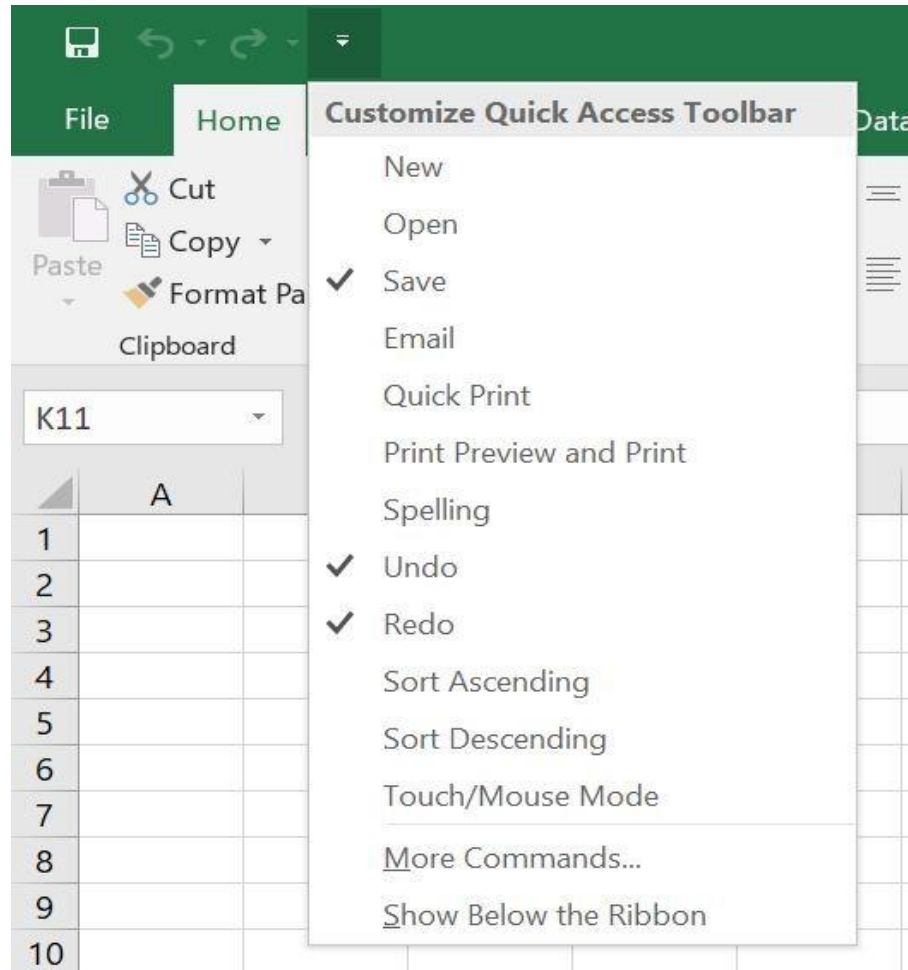 File Home
Customize Quick Access Toolbar
Data
Cut
Copy
Paste
Format Pa
Clipboard
New
Open
Save
Email
Quick Print
Print Preview and Print
Spelling
Undo
Redo
Sort Ascending
Sort Descending
Touch/Mouse Mode
More Commands...
Show Below the Ribbon
K11
A
1
2
3
4
5
6
7
8
9
10